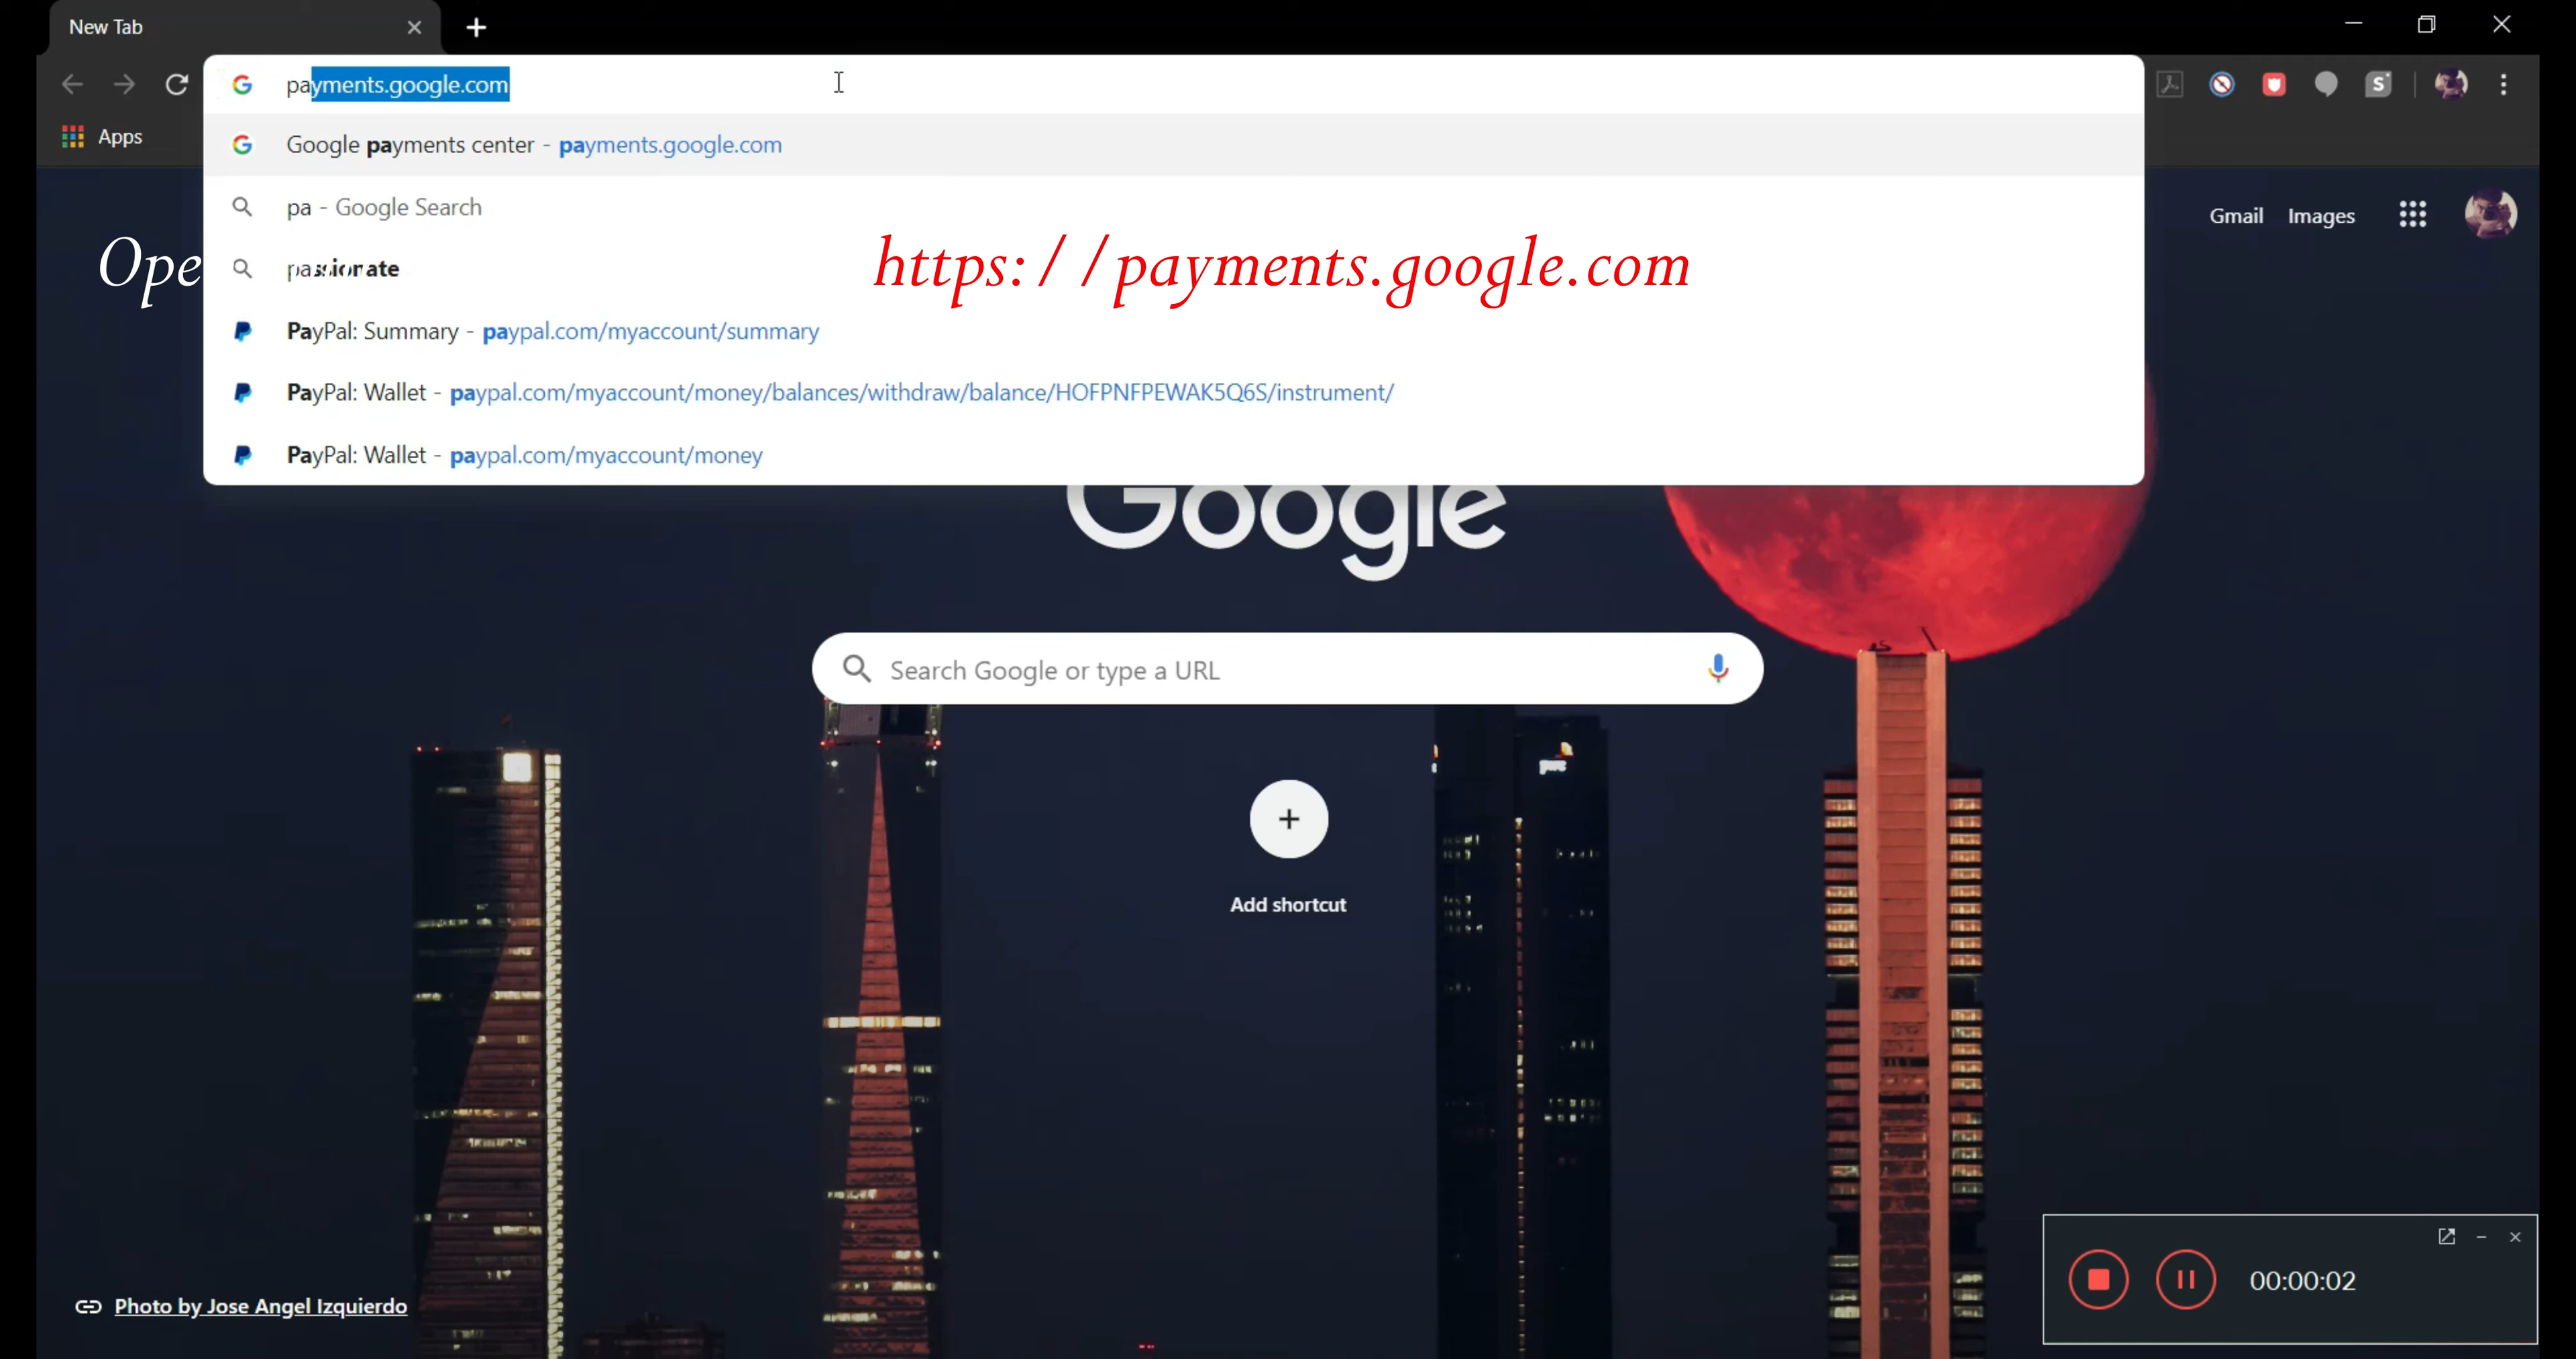 New Tab
payments.google.com
Apps
Google payments center - payments.google.com
pa - Google Search
Gmail Images
Ope
https://payments.google.com
passionate
PayPal: Summary - paypal.com/myaccount/summary
PayPal: Wallet - paypal.com/myaccount/money/balances/withdraw/balance/HOFPNFPEWAK5Q6S/instrument/
PayPal: Wallet - paypal.com/myaccount/money
Google
Search Google or type a URL
pwc
Add shortcut
Photo by Jose Angel Izquierdo
00:00:02